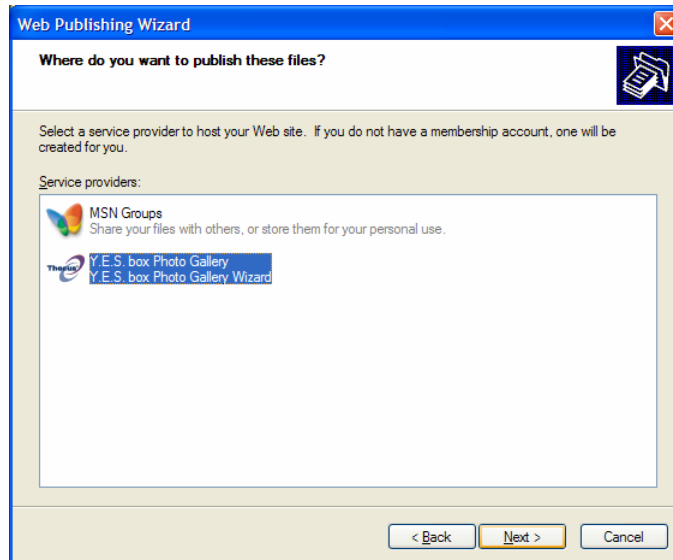 Web Publishing Wizard
Where do you want to publish these files?
Select a service provider to host your Web site. If you do not have a membership account, one will be
created for you.
Service providers:
MSN Groups
Share your files with others, or store them for your personal use.
Thecus
Y.E.S. box Photo Gallery
Y.E.S. box Photo Gallery Wizard
< Back
Next >
Cancel